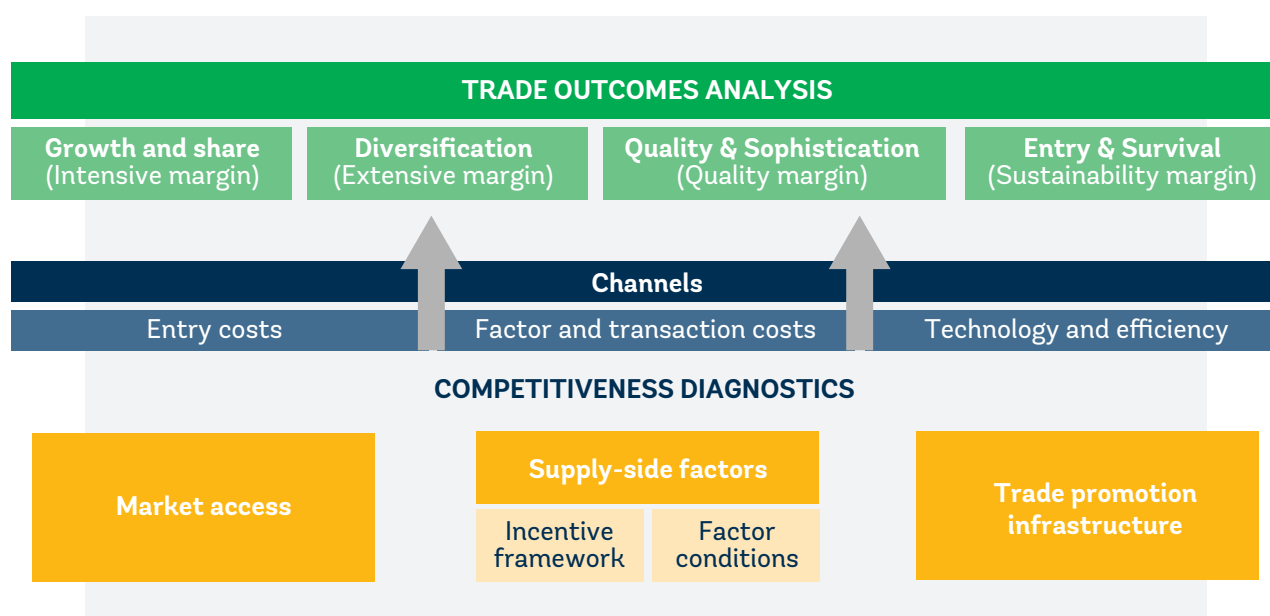 TRADE OUTCOMES ANALYSIS
Growth and share
(Intensive margin)
Diversification
(Extensive margin)
Quality & Sophistication
(Quality margin)
Entry & Survival
(Sustainability margin)
Channels
Entry costs
Factor and transaction costs
Technology and efficiency
COMPETITIVENESS DIAGNOSTICS
Market access
Supply-side factors
Incentive
framework
Factor
conditions
Trade promotion
infrastructure